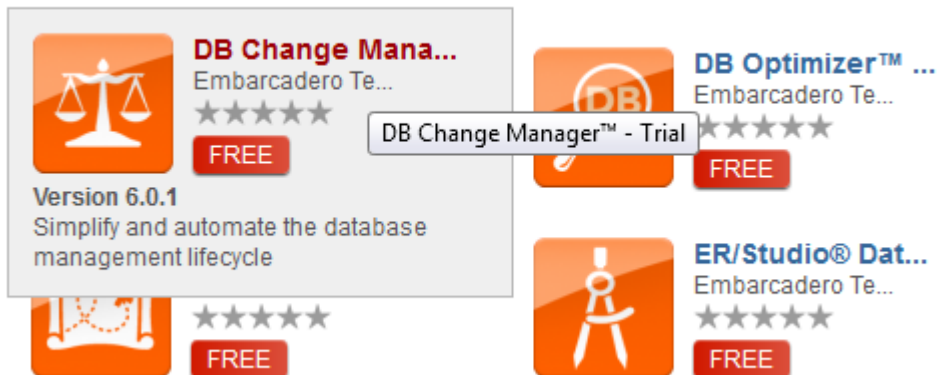 DB Change Mana...
Embarcadero Te...
FREE
Version 6.0.1
Simplify and automate the database
management lifecycle
DB Change Manager™ - Trial
DB
DB Optimizer™ ...
Embarcadero Te...
FREE
FREE
ER/Studio® Dat...
Embarcadero Te...
FREE